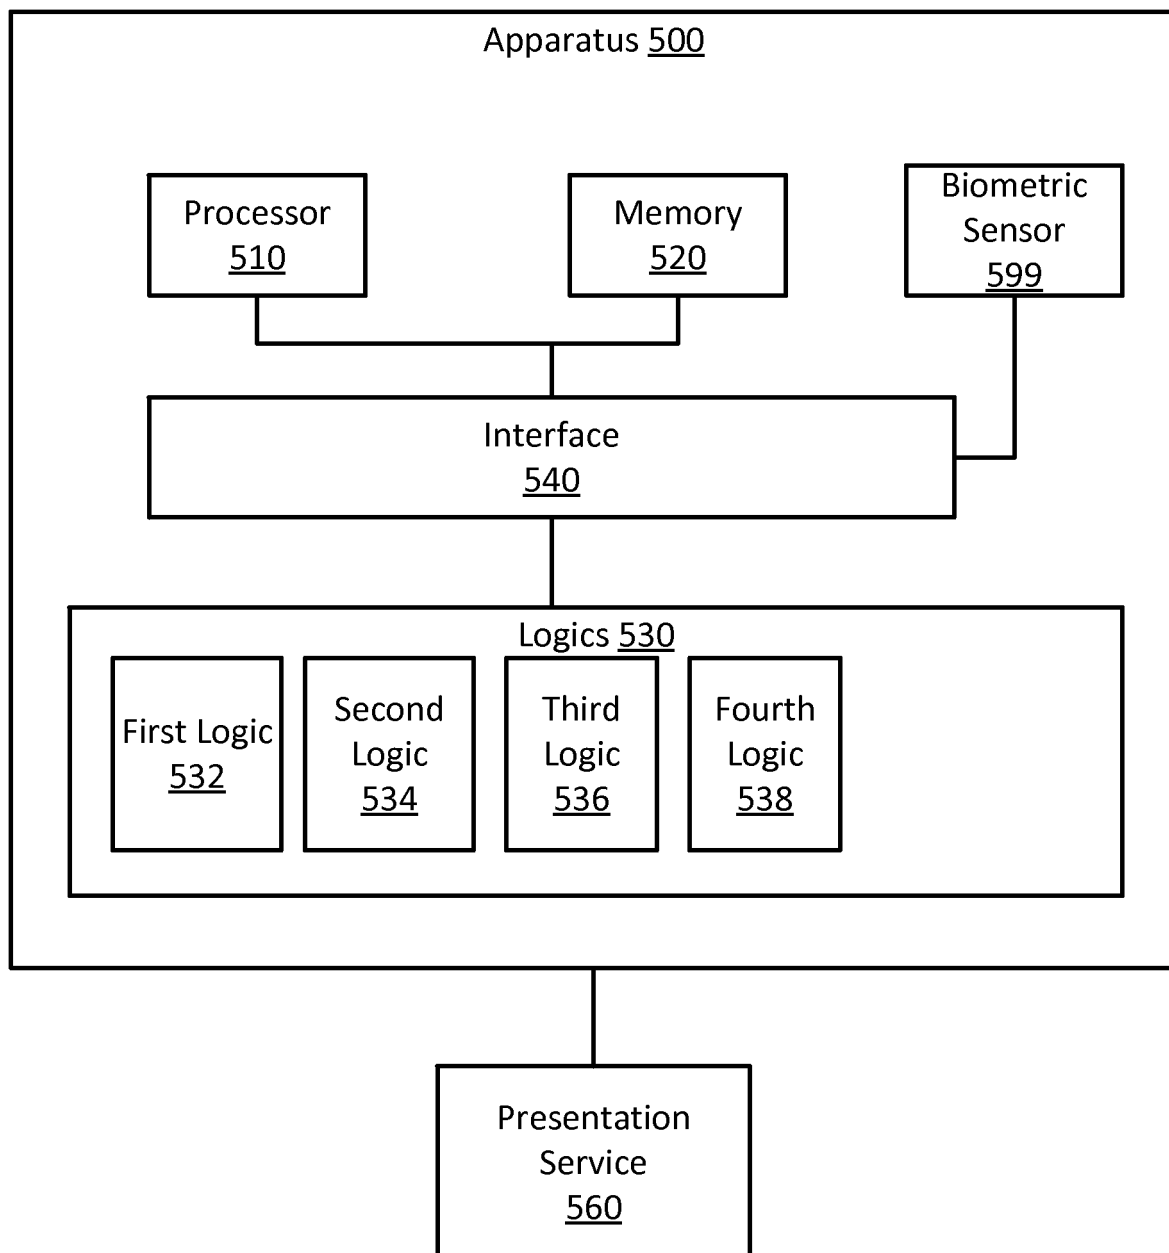 Apparatus 500
Processor
510
Memory
520
Biometric
Sensor
599
Interface
540
Logics 530
First Logic
532
Second
Logic
534
Third
Logic
536
Fourth
Logic
538
Presentation
Service
560